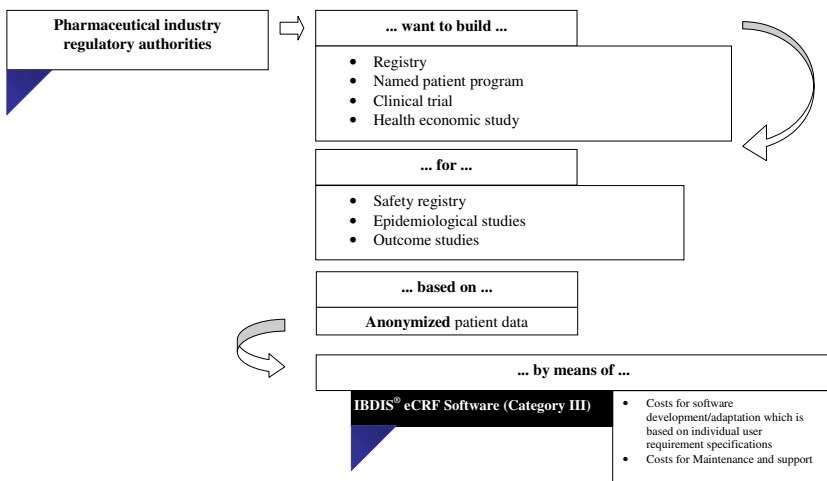 Pharmaceutical industry
regulatory authorities
... want to build ...
• Registry
• Named patient program
• Clinical trial
• Health economic study
... for ...
• Safety registry
• Epidemiological studies
• Outcome studies
... based on ...
Anonymized patient data
... by means of ...
IBDIS® eCRF Software (Category III)
• Costs for software
development/adaptation which is
based on individual user
requirement specifications
• Costs for Maintenance and support